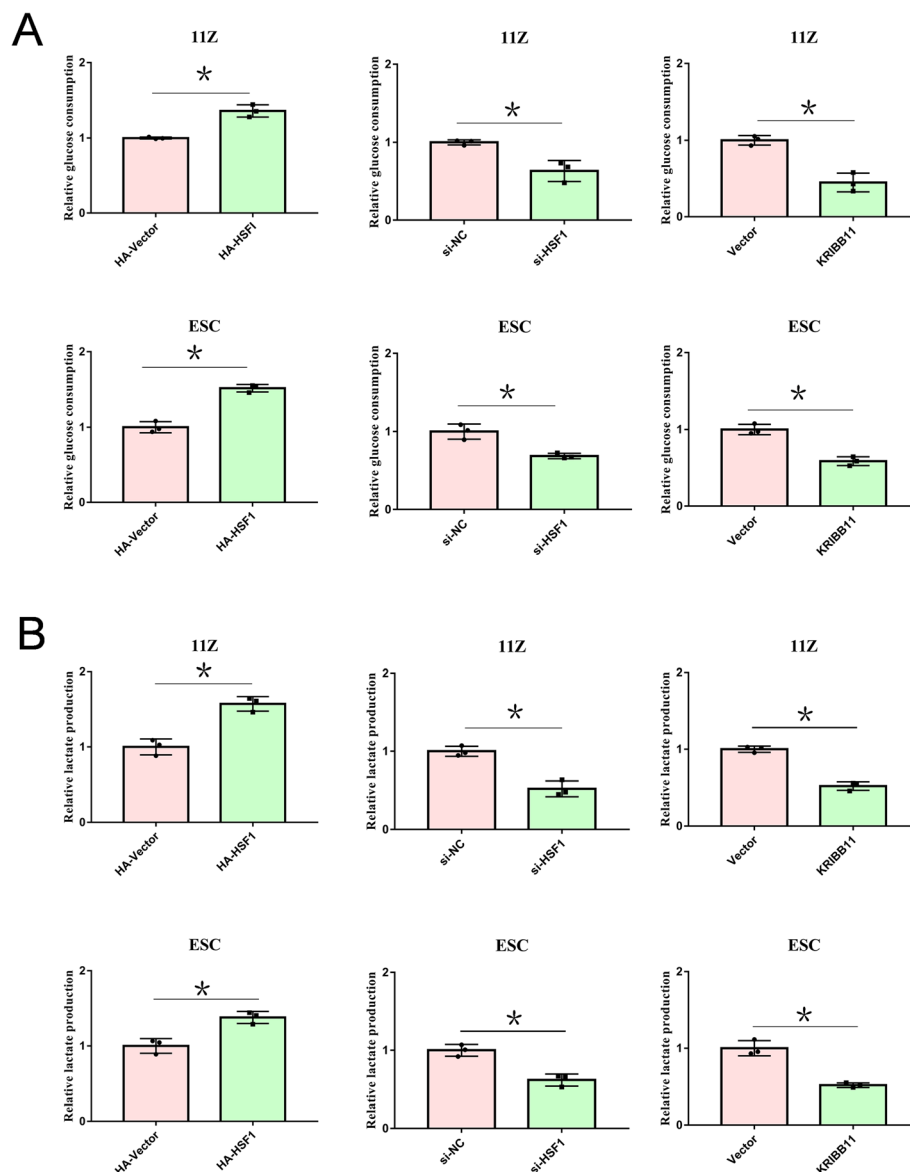 A
11Z
Relative glucose consumption
2
1
0
*
HA-Vector
HA-HSF1
11Z
Relative glucose consumption
2
1
0
*
si-NC
si-HSF1
11Z
Relative glucose consumption
2
1
0
*
Vector
KRIBB11
ESC
Relative glucose consumption
2
1
0
*
HA-Vector
HA-HSF1
ESC
Relative glucose consumption
2
1
0
*
si-NC
si-HSF1
ESC
Relative glucose consumption
2
1
0
*
Vector
KRIBB11
B
11Z
Relative lactate production
2
1
0
*
HA-Vector
HA-HSF1
11Z
Relative lactate production
2
1
0
*
si-NC
si-HSF1
11Z
Relative lactate production
2
1
0
*
Vector
KRIBB11
ESC
Relative lactate production
2
1
0
*
HA-Vector
HA-HSF1
ESC
Relative lactate production
2
1
0
*
si-NC
si-HSF1
ESC
Relative lactate production
2
1
0
*
Vector
KRIBB11